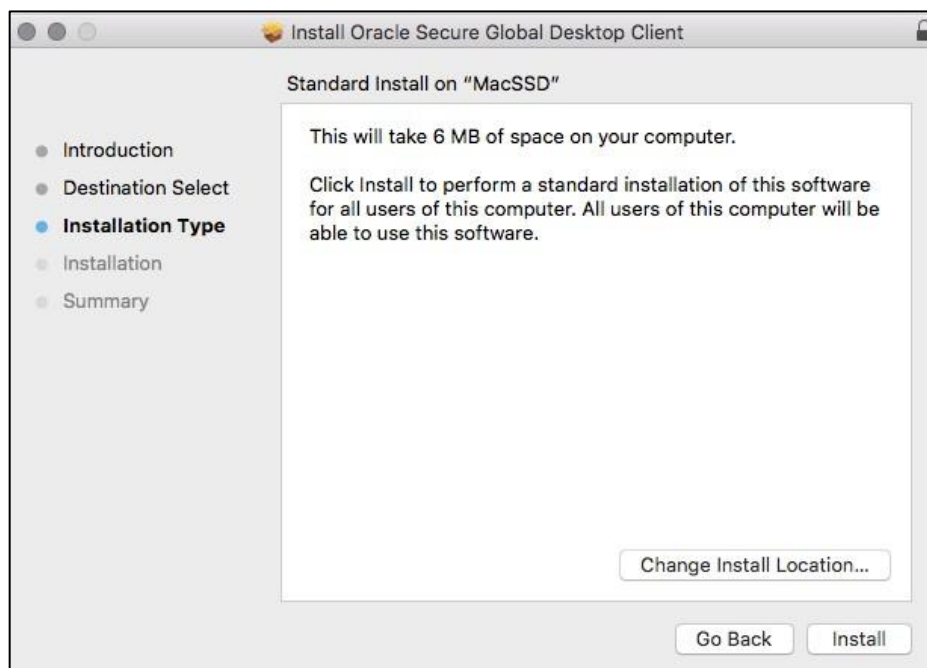 Install Oracle Secure Global Desktop Client
Standard Install on “MacSSD”
Introduction
Destination Select
Installation Type
Installation
Summary
This will take 6 MB of space on your computer.
Click Install to perform a standard installation of this software
for all users of this computer. All users of this computer will be
able to use this software.
Change Install Location...
Go Back
Install